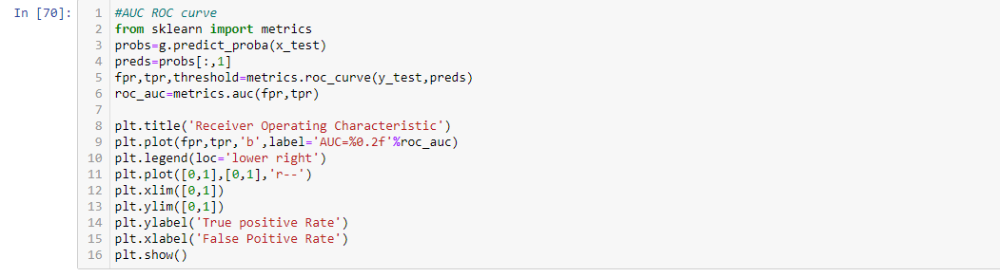 In [70]:
1 #AUC ROC curve
2 from sklearn import metrics
3 probs=g.predict_proba(x_test)
4 preds=probs[:,1]
5 fpr,tpr,threshold=metrics.roc_curve(y_test,preds)
6 roc_auc=metrics.auc(fpr,tpr)
7
8 plt.title('Receiver Operating Characteristic')
9 plt.plot(fpr,tpr,'b',label='AUC=%0.2f'%roc_auc)
10 plt.legend(loc='lower right')
11 plt.plot([0,1],[0,1],'r--')
12 plt.xlim([0,1])
13 plt.ylim([0,1])
14 plt.ylabel('True positive Rate')
15 plt.xlabel('False Poitive Rate')
16 plt.show()